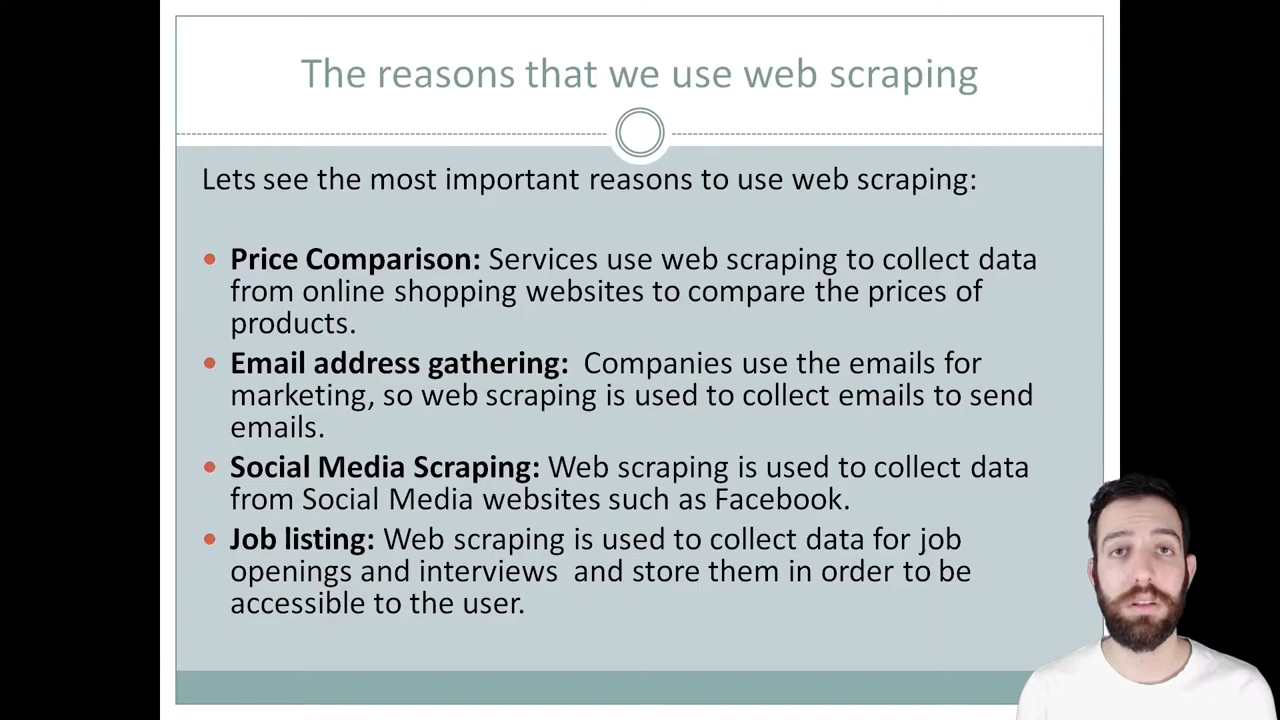 The reasons that we use web scraping
Lets see the most important reasons to use web scraping:
• Price Comparison: Services use web scraping to collect data
from online shopping websites to compare the prices of
products.
• Email address gathering:  Companies use the emails for
marketing, so web scraping is used to collect emails to send
emails.
• Social Media Scraping: Web scraping is used to collect data
from Social Media websites such as Facebook.
• Job listing: Web scraping is used to collect data for job
openings and interviews  and store them in order to be
accessible to the user.